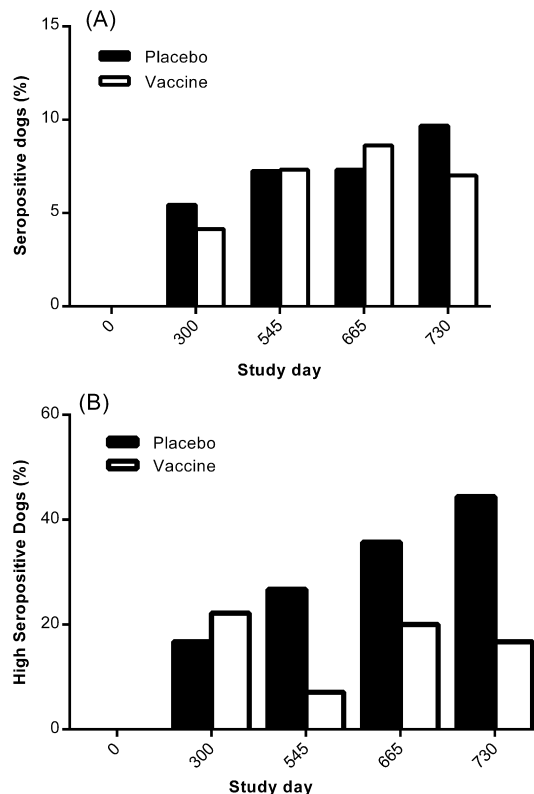 (A)
15
10
5
0
Seropositive dogs (%)
Placebo
Vaccine
0
300
545
665
730
Study day
(B)
60
40
20
0
High Seropositive Dogs (%)
Placebo
Vaccine
0
300
545
665
730
Study day